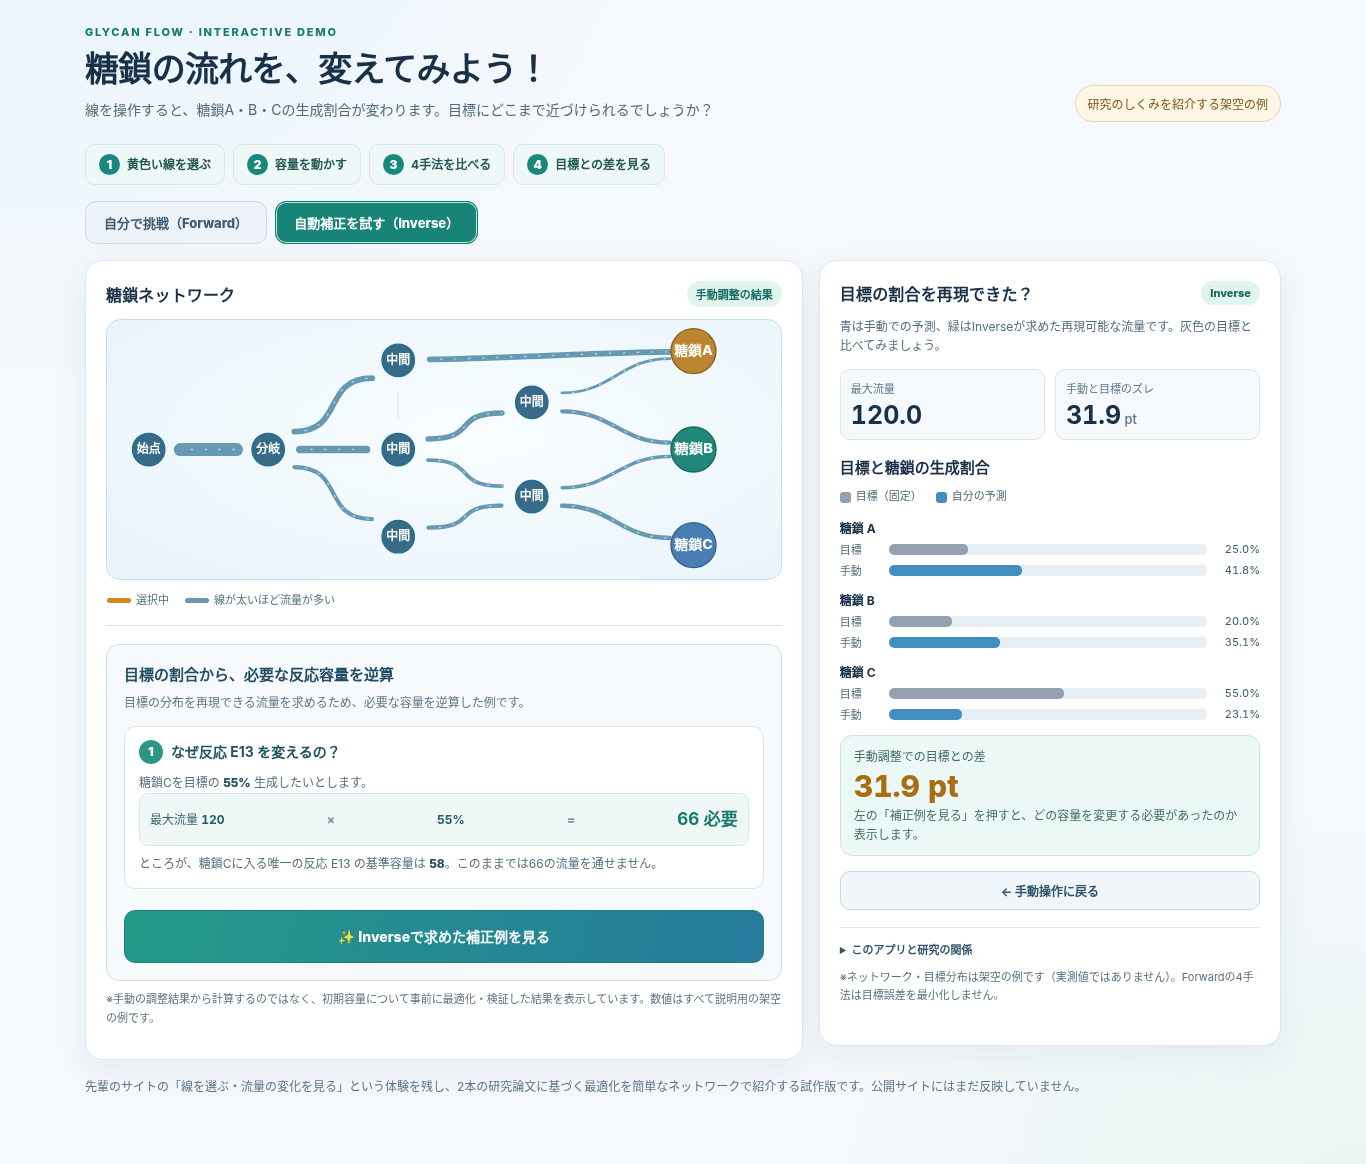 GLYCAN FLOW · INTERACTIVE DEMO
糖鎖の流れを、変えてみよう！
線を操作すると、糖鎖A・B・Cの生成割合が変わります。目標にどこまで近づけられるでしょうか？
研究のしくみを紹介する架空の例
1 黄色い線を選ぶ
2 容量を動かす
3 4手法を比べる
4 目標との差を見る
自分で挑戦（Forward）
自動補正を試す（Inverse）
糖鎖ネットワーク
手動調整の結果
始点
分岐
中間
中間
中間
中間
中間
糖鎖A
糖鎖B
糖鎖C
選択中
線が太いほど流量が多い
目標の割合から、必要な反応容量を逆算
目標の分布を再現できる流量を求めるため、必要な容量を逆算した例です。
1 なぜ反応 E13 を変えるの？
糖鎖Cを目標の 55% 生成したいとします。
最大流量 120 × 55% = 66 必要
ところが、糖鎖Cに入る唯一の反応 E13 の基準容量は 58。このままでは66の流量を通せません。
✨ Inverseで求めた補正例を見る
※手動の調整結果から計算するのではなく、初期容量について事前に最適化・検証した結果を表示しています。数値はすべて説明用の架空
の例です。
目標の割合を再現できた？
Inverse
青は手動での予測、緑はInverseが求めた再現可能な流量です。灰色の目標と
比べてみましょう。
最大流量
120.0
手動と目標のズレ
31.9 pt
目標と糖鎖の生成割合
目標（固定）
自分の予測
糖鎖 A
目標 25.0%
手動 41.8%
糖鎖 B
目標 20.0%
手動 35.1%
糖鎖 C
目標 55.0%
手動 23.1%
手動調整での目標との差
31.9 pt
左の「補正例を見る」を押すと、どの容量を変更する必要があったのか
表示します。
← 手動操作に戻る
▶ このアプリと研究の関係
※ネットワーク・目標分布は架空の例です（実測値ではありません）。Forwardの4手
法は目標誤差を最小化しません。
先輩のサイトの「線を選ぶ・流量の変化を見る」という体験を残し、2本の研究論文に基づく最適化を簡単なネットワークで紹介する試作版です。公開サイトにはまだ反映していません。